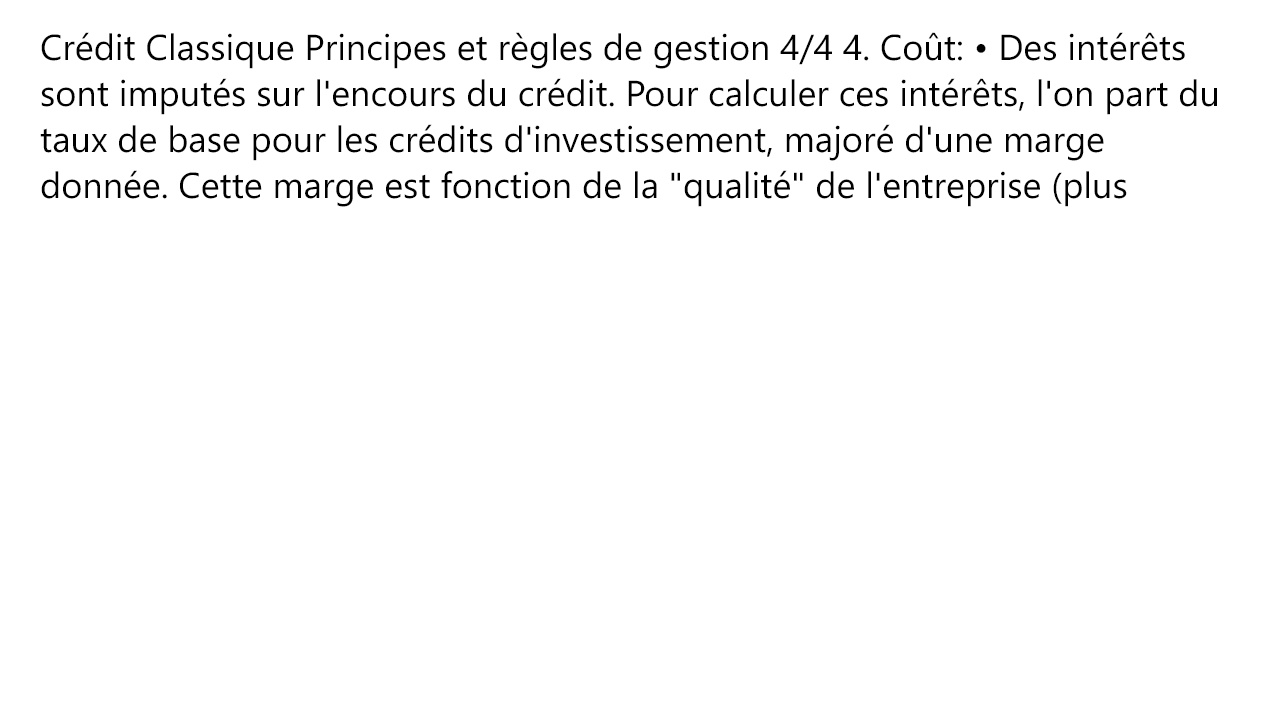 Crédit Classique Principes et règles de gestion 4/4 4. Coût: • Des intérêts
sont imputés sur l'encours du crédit. Pour calculer ces intérêts, l'on part du
taux de base pour les crédits d'investissement, majoré d'une marge
donnée. Cette marge est fonction de la "qualité" de l'entreprise (plus